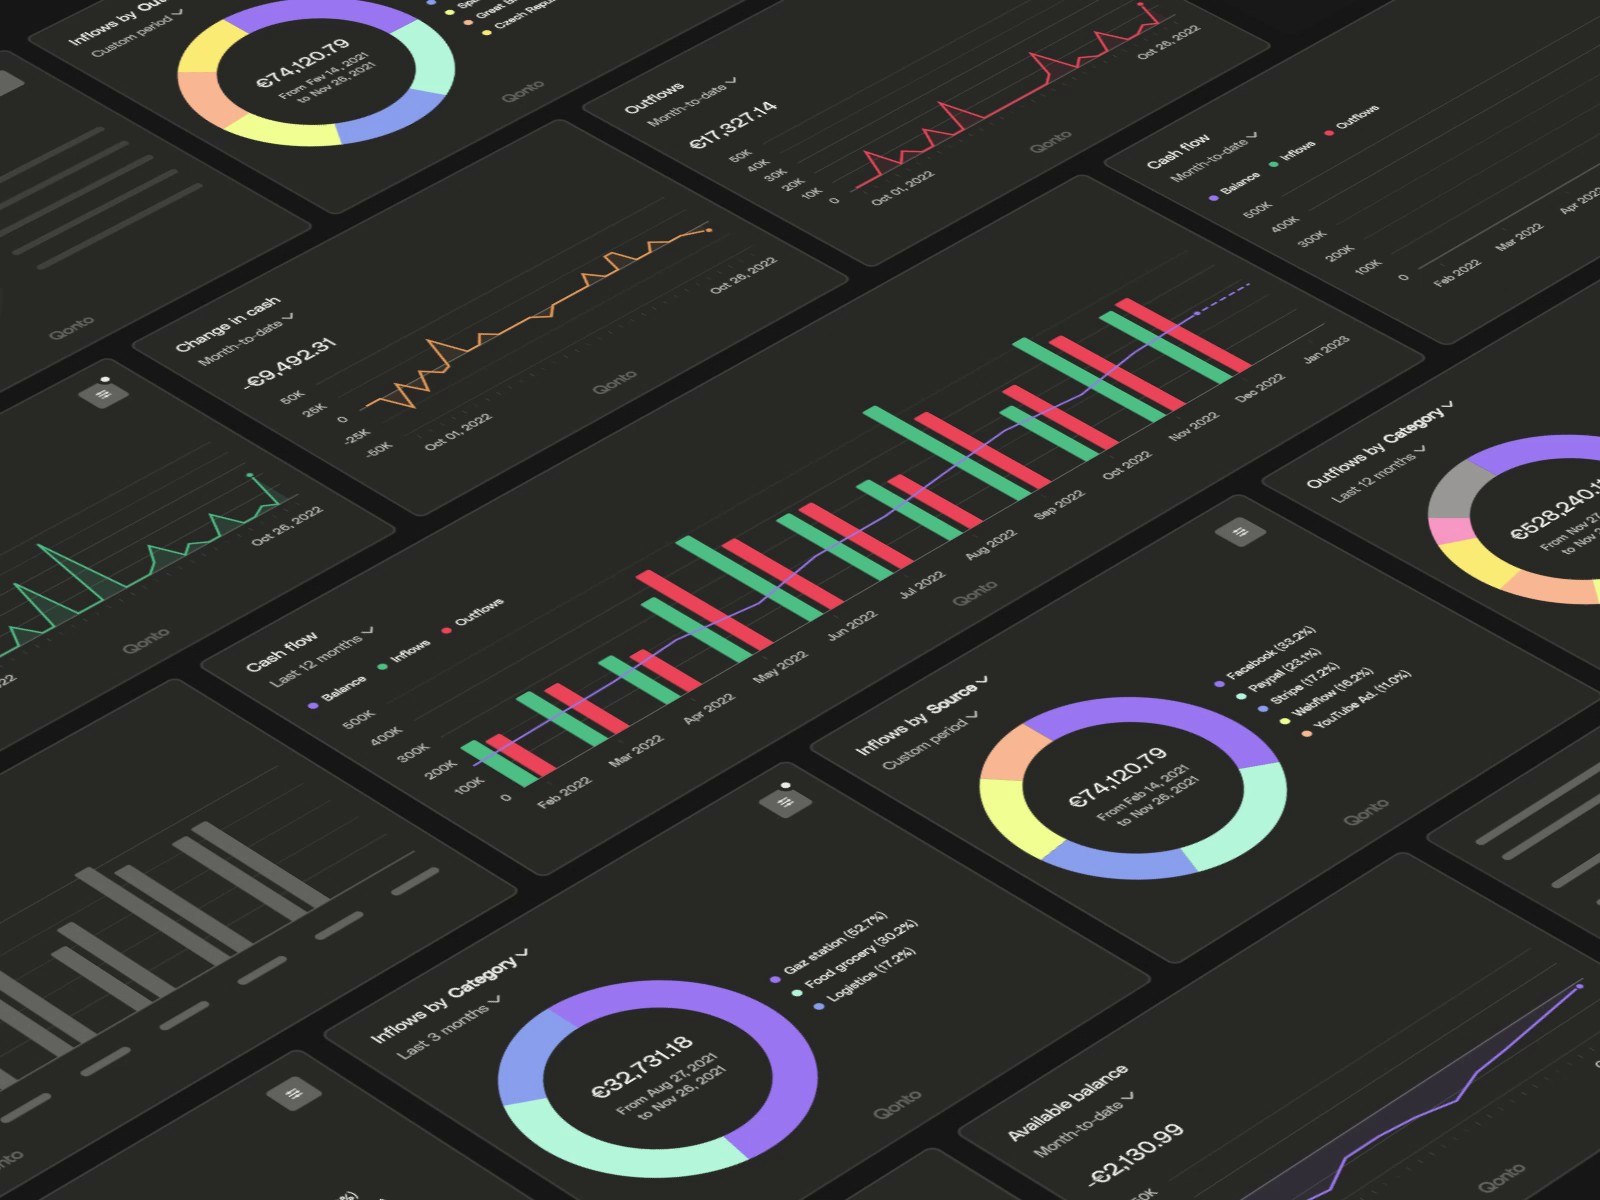 Inflows by
Custom period
€74,120.79
From Fav 14, 2021
to Nov 26, 2021
Qonto
Outflows
Month-to-date
€17,327.14
50K
40K
30K
20K
10K
0
Oct 01, 2022
Oct 26, 2022
Qonto
Cash flow
Month-to-date
Balance
Inflows
Outflows
500K
400K
300K
200K
100K
0
Feb 2022
Mar 2022
Apr 2022
Qonto
Change in cash
Month-to-date
-€9,492.31
50K
25K
0
-25K
-50K
Oct 01, 2022
Oct 26, 2022
Qonto
Oct 26, 2022
Qonto
Cash flow
Last 12 months
Balance
Inflows
Outflows
500K
400K
300K
200K
100K
0
Feb 2022
Mar 2022
Apr 2022
May 2022
Jun 2022
Jul 2022
Aug 2022
Sep 2022
Oct 2022
Nov 2022
Dec 2022
Jan 2023
Qonto
Outflows by Category
Last 12 months
Inflows by Source
Custom period
€74,120.79
From Feb 14, 2021
to Nov 26, 2021
Facebook (33.2%)
Paypal (23.1%)
Stripe (17.2%)
Webflow (16.2%)
YouTube Ad. (11.0%)
Qonto
Inflows by Category
Last 3 months
€32,731.18
From Aug 27, 2021
to Nov 26, 2021
Gaz station (52.7%)
Food grocery (30.2%)
Logistics (17.2%)
Qonto
Available balance
Month-to-date
-€2,130.99
Qonto